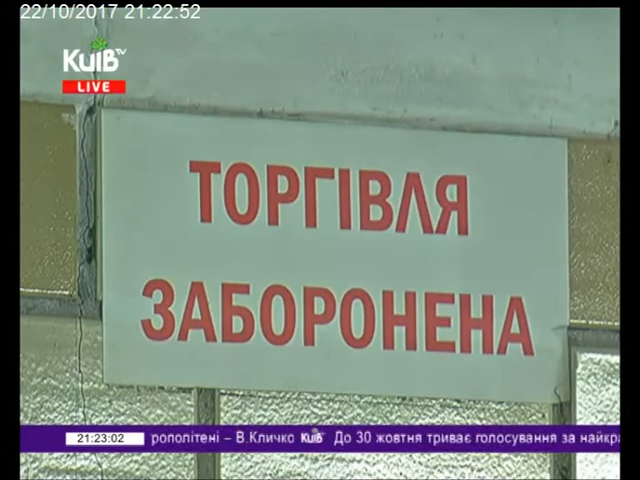 22/10/2017 21:22:52
КиїВ TV
LIVE
ТОРГІВЛЯ
ЗАБОРОНЕНА
21:23:02 рополітені – В.Кличко КиїВ До 30 жовтня триває голосування за найкра